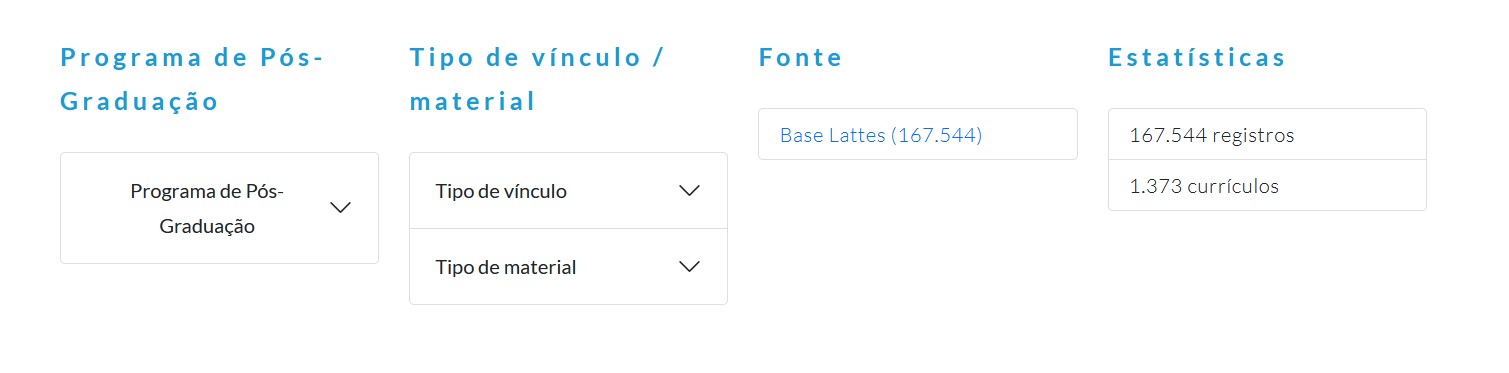 Programa de Pós-
Graduação
Programa de Pós-
Graduação
Tipo de vínculo /
material
Tipo de vínculo
Tipo de material
Fonte
Base Lattes (167.544)
Estatísticas
167.544 registros
1.373 currículos